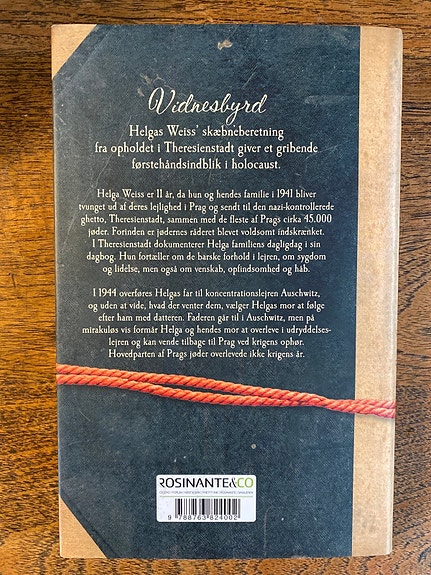 Vidnesbyrd
Helgas Weiss' skæbneberetning
fra opholdet i Theresienstadt giver et gribende
førstehåndsindblik i holocaust.
Helga Weiss er 11 år, da hun og hendes familie i 1941 bliver
tvunget ud af deres lejlighed i Prag og sendt til den nazi-kontrollerede
ghetto, Theresienstadt, sammen med de fleste af Prags cirka 45.000
jøder. Forinden er jødernes råderet blevet voldsomt indskrænket.
I Theresienstadt dokumenterer Helga familiens dagligdag i sin
dagbog. Hun fortæller om de barske forhold i lejren, om sygdom
og lidelse, men også om venskab, opfindsomhed og håb.
I 1944 overføres Helgas far til koncentrationslejren Auschwitz,
og uden at vide, hvad der venter dem, vælger Helgas mor at følge
efter ham med datteren. Faderen går til i Auschwitz, men på
mirakuløs vis formår Helga og hendes mor at overleve i udryddelses-
lejren og kan vende tilbage til Prag ved krigens ophør.
Hovedparten af Prags jøder overlevede ikke krigens år.
ROSINANTE&CO
9 788763 824002